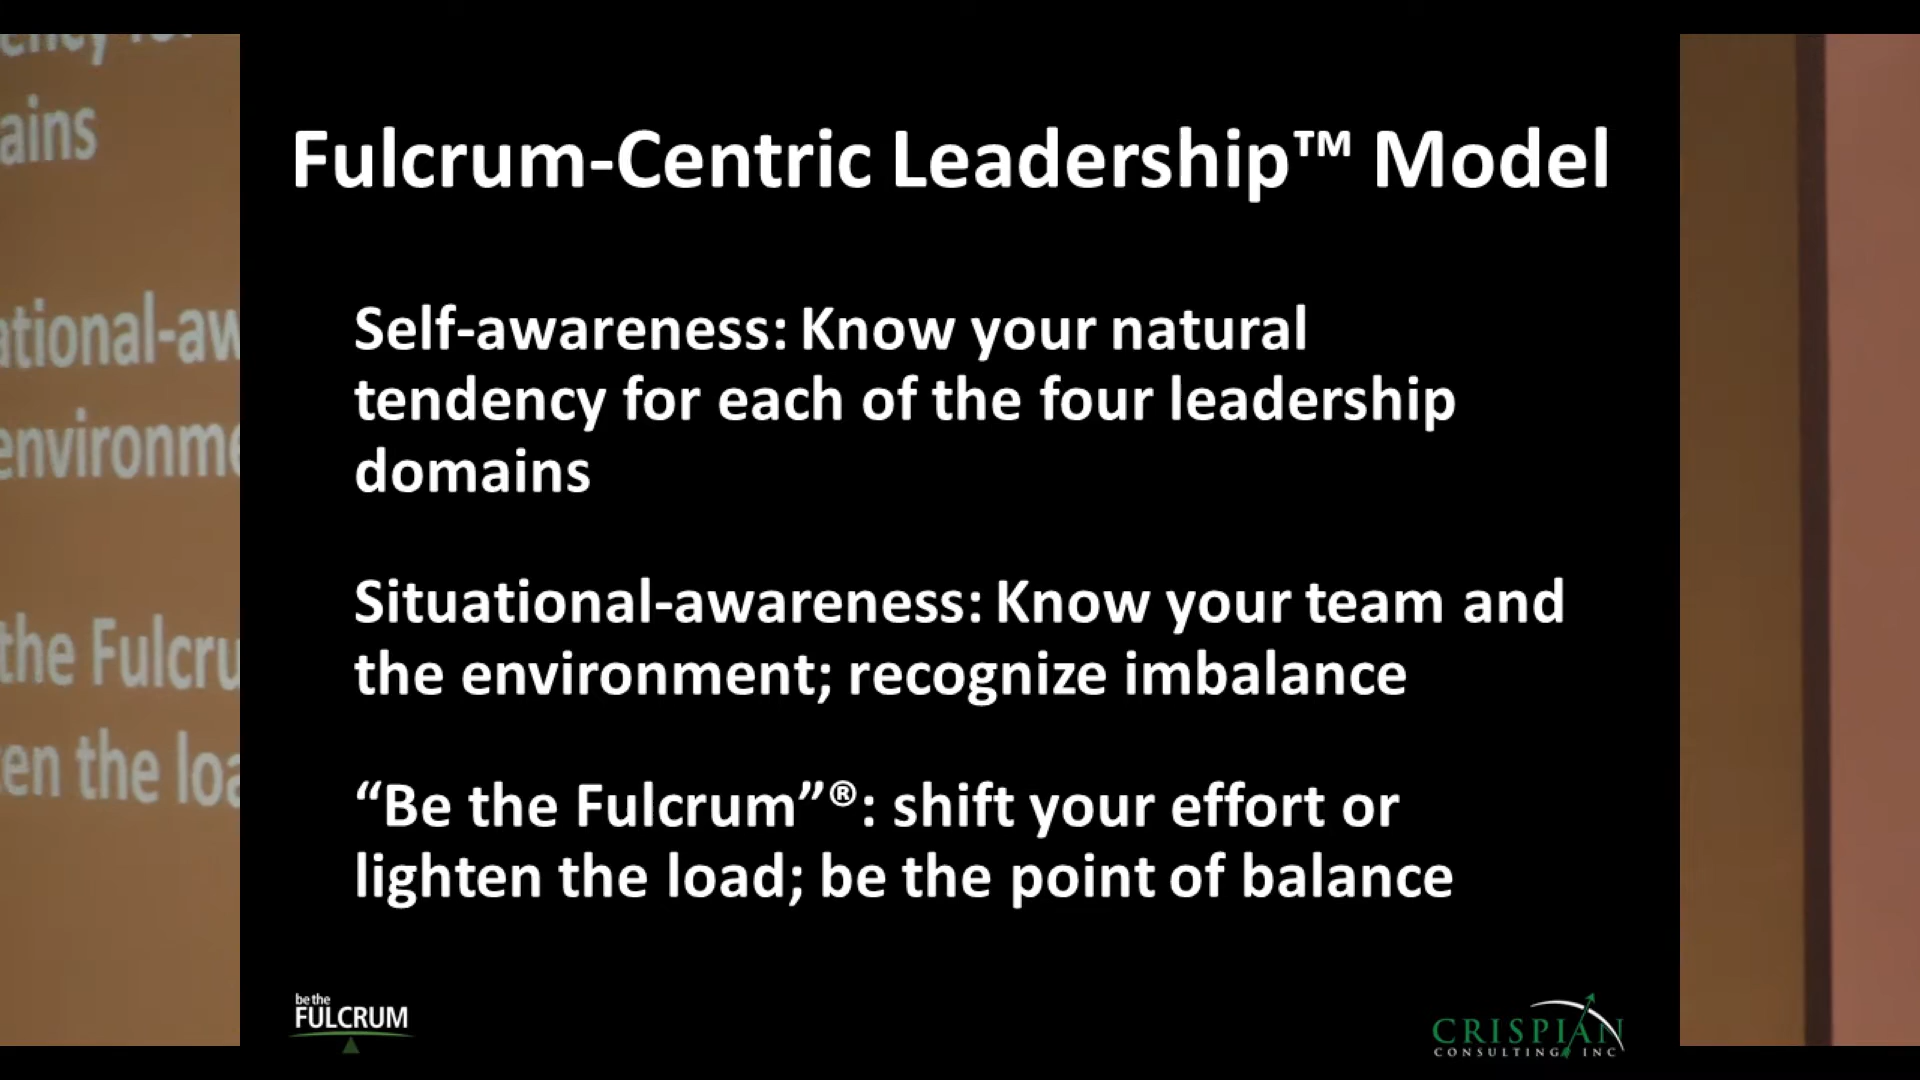 Fulcrum-Centric Leadership™ Model
Self-awareness: Know your natural
tendency for each of the four leadership
domains
Situational-awareness: Know your team and
the environment; recognize imbalance
“Be the Fulcrum”®: shift your effort or
lighten the load; be the point of balance
be the
FULCRUM
CRISPIAN
CONSULTING, INC
ains
ational-aw
environme
the Fulcru
en the loa